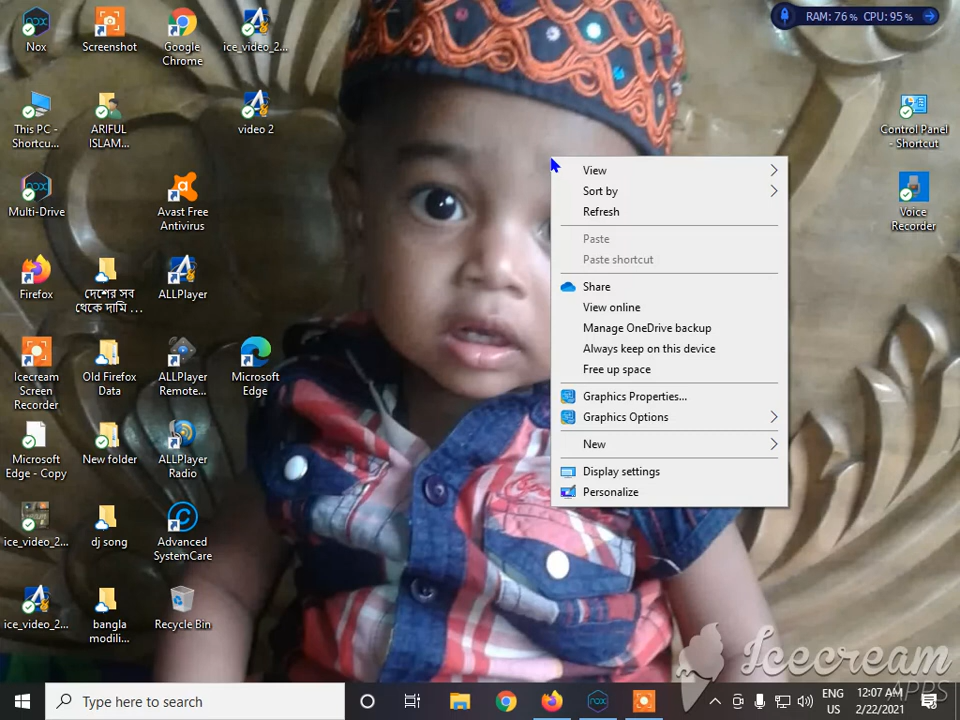 Nox
Screenshot
Google
Chrome
ice_video_2...
RAM: 76% CPU: 95%
This PC -
Shortcu...
ARIFUL
ISLAM...
video 2
Control Panel
- Shortcut
Multi-Drive
Avast Free
Antivirus
Voice
Recorder
Firefox
দেশের সব
থেকে দামি ...
ALLPlayer
Icecream
Screen
Recorder
Old Firefox
Data
ALLPlayer
Remote...
Microsoft
Edge
Microsoft
Edge - Copy
New folder
ALLPlayer
Radio
ice_video_2...
dj song
Advanced
SystemCare
ice_video_2...
bangla
modili...
Recycle Bin
View
Sort by
Refresh
Paste
Paste shortcut
Share
View online
Manage OneDrive backup
Always keep on this device
Free up space
Graphics Properties...
Graphics Options
New
Display settings
Personalize
Icecream
APPS
Type here to search
ENG
US
12:07 AM
2/22/2021